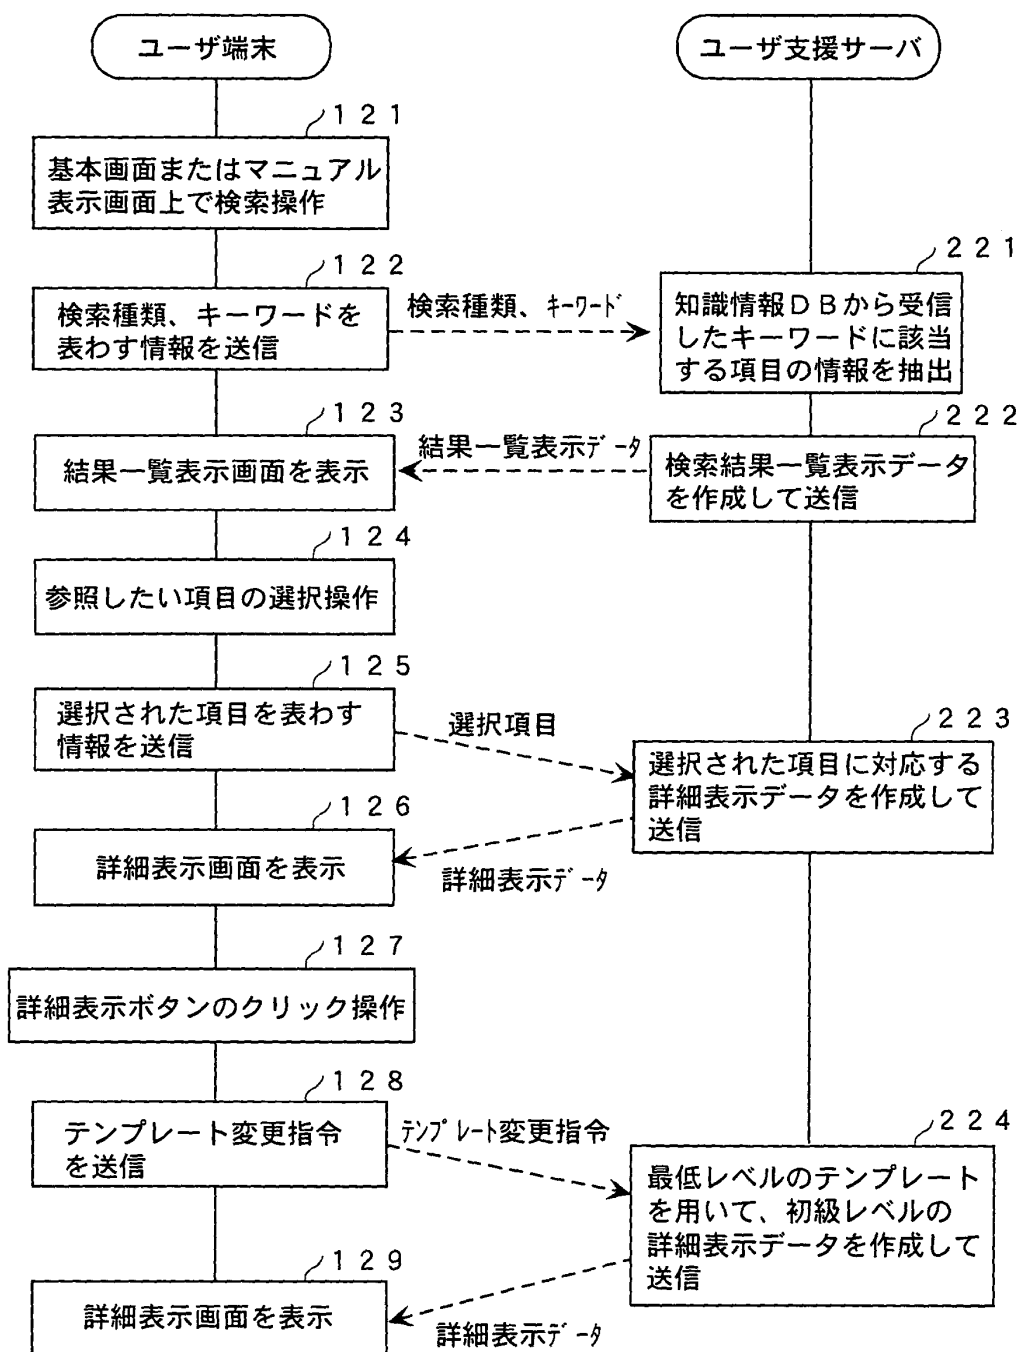 ユーザ端末
ユーザ支援サーバ
121
基本画面またはマニュアル
表示画面上で検索操作
122
検索種類、キーワードを
表わす情報を送信
検索種類、ｷｰﾜｰﾄﾞ
221
知識情報ＤＢから受信
したキーワードに該当
する項目の情報を抽出
123
結果一覧表示画面を表示
結果一覧表示ﾃﾞｰﾀ
222
検索結果一覧表示データ
を作成して送信
124
参照したい項目の選択操作
125
選択された項目を表わす
情報を送信
選択項目
223
選択された項目に対応する
詳細表示データを作成して
送信
126
詳細表示画面を表示
詳細表示ﾃﾞｰﾀ
127
詳細表示ボタンのクリック操作
128
テンプレート変更指令
を送信
ﾃﾝﾌﾟﾚｰﾄ変更指令
224
最低レベルのテンプレート
を用いて、初級レベルの
詳細表示データを作成して
送信
129
詳細表示画面を表示
詳細表示ﾃﾞｰﾀ